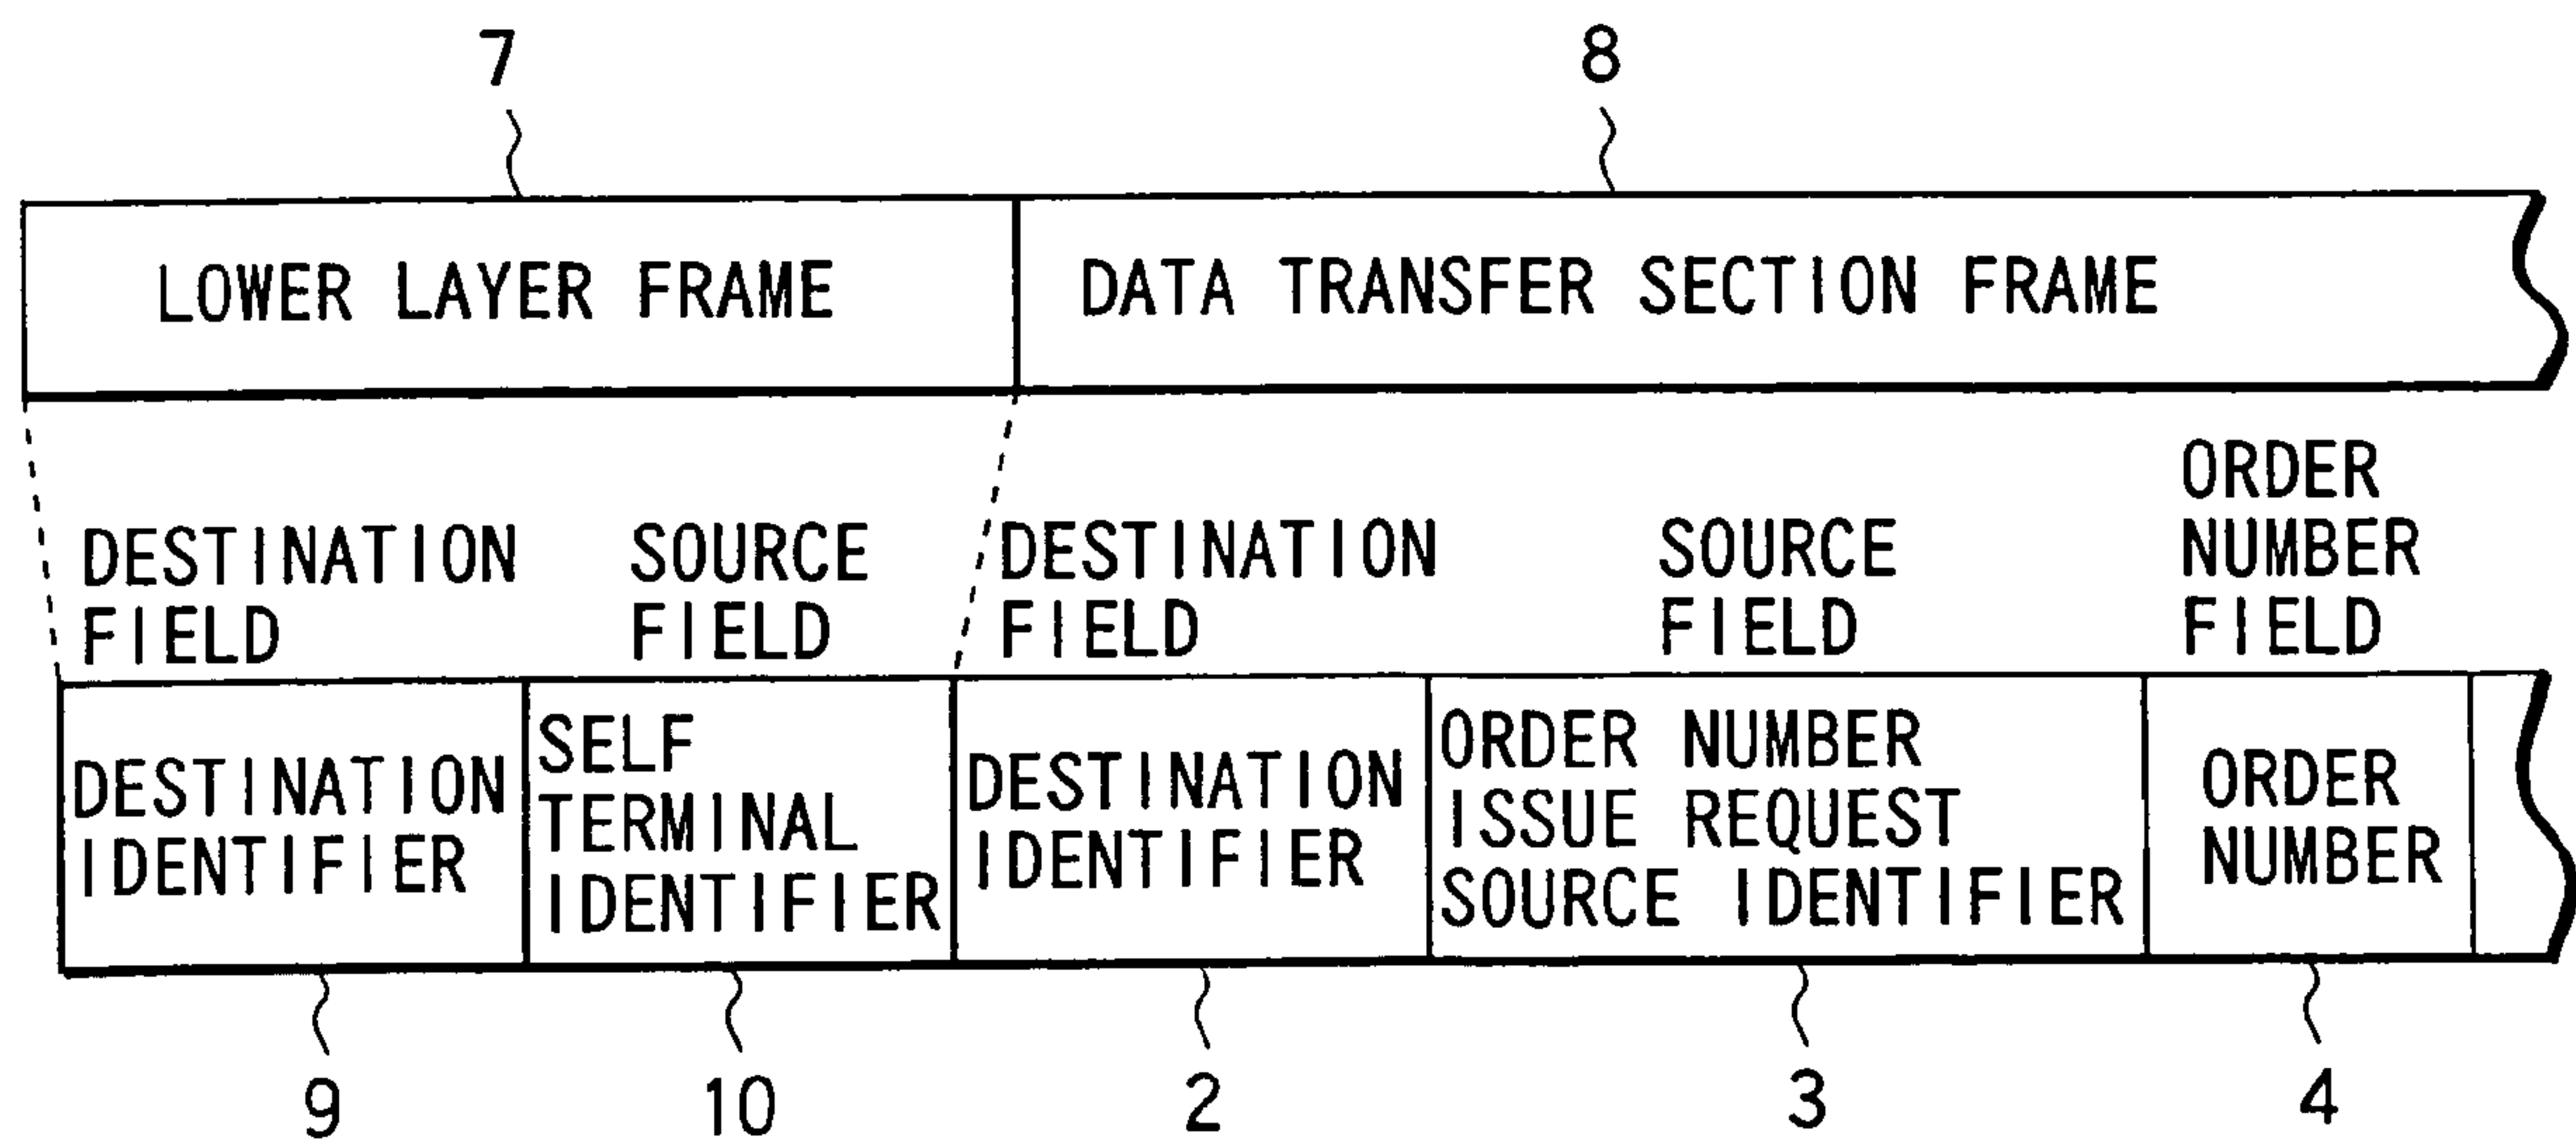 7
8
LOWER LAYER FRAME
DATA TRANSFER SECTION FRAME
DESTINATION
FIELD
SOURCE
FIELD
DESTINATION
FIELD
SOURCE
FIELD
ORDER
NUMBER
FIELD
DESTINATION
IDENTIFIER
SELF
TERMINAL
IDENTIFIER
DESTINATION
IDENTIFIER
ORDER NUMBER
ISSUE REQUEST
SOURCE IDENTIFIER
ORDER
NUMBER
9
10
2
3
4